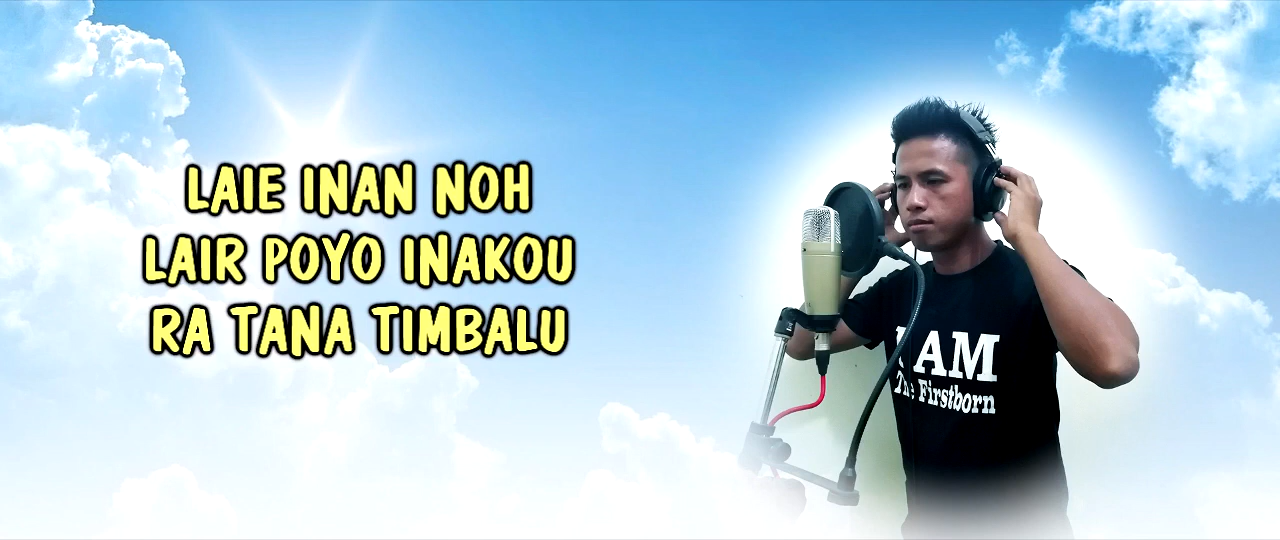 LAIE INAN NOH
LAIR POYO INAKOU
RA TANA TIMBALU
I AM
The Firstborn